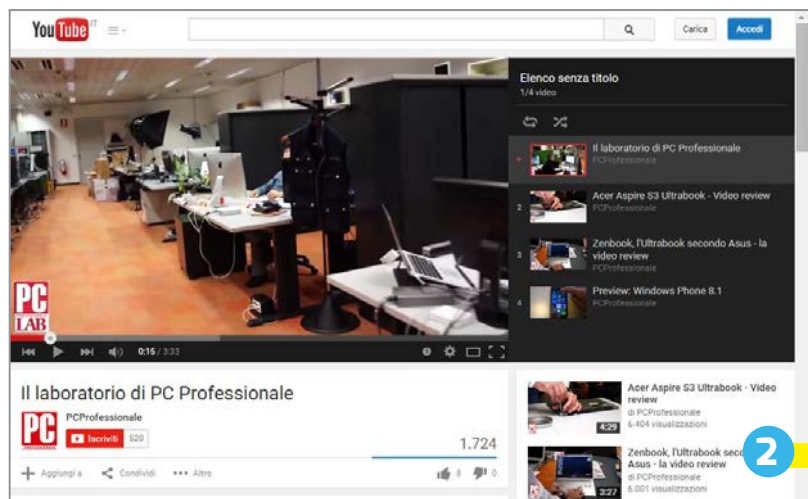 YouTube IT
Carica
Accedi
Elenco senza titolo
1/4 video
Il laboratorio di PC Professionale
PCProfessionale
2
Acer Aspire S3 Ultrabook - Video review
PCProfessionale
3
Zenbook, l'Ultrabook secondo Asus - la
video review
PCProfessionale
4
Preview: Windows Phone 8.1
PCProfessionale
PC
LAB
0:15 / 3:33
Il laboratorio di PC Professionale
PC
PCProfessionale
Iscriviti 520
1.724
Aggiungi a
Condividi
Altro
8
0
Acer Aspire S3 Ultrabook - Video
review
di PCProfessionale
6.404 visualizzazioni
4:29
Zenbook, l'Ultrabook
Asus - la video review
di PCProfessionale
6.001 visualizzazioni
3:27
2